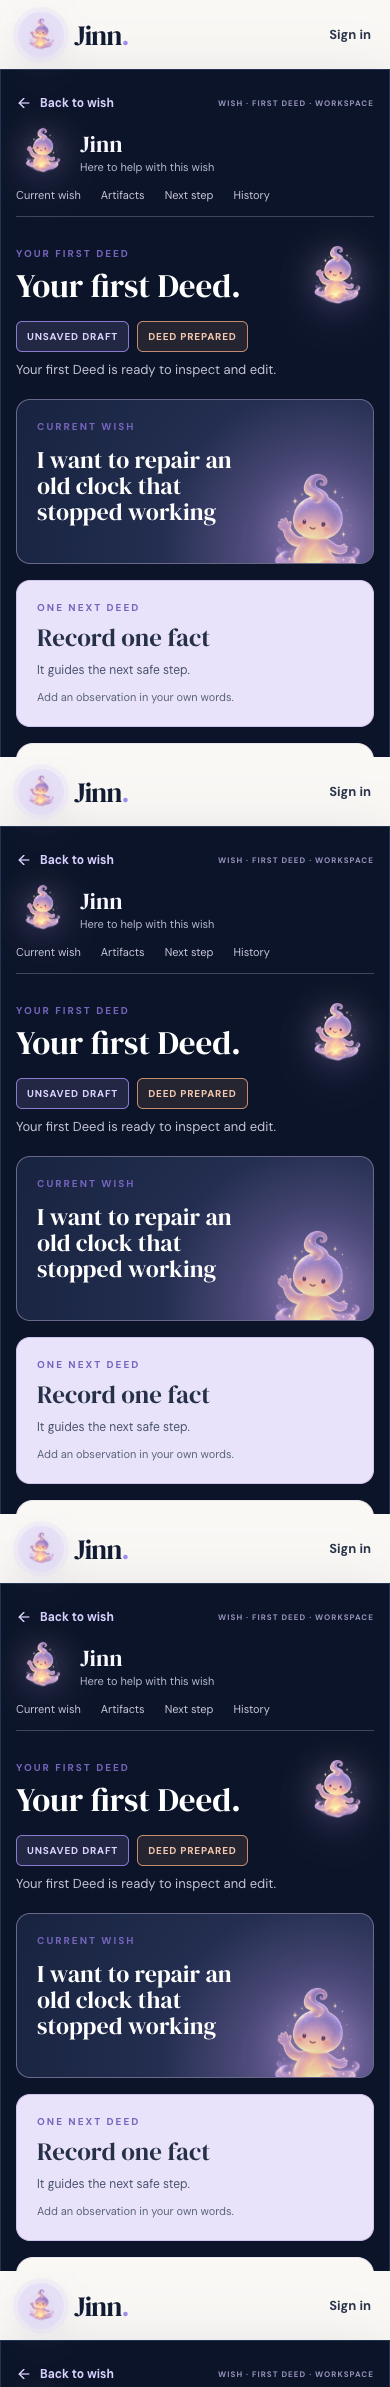 Jinn.
Sign in
Back to wish
WISH · FIRST DEED · WORKSPACE
Jinn
Here to help with this wish
Current wish Artifacts Next step History
YOUR FIRST DEED
Your first Deed.
UNSAVED DRAFT DEED PREPARED
Your first Deed is ready to inspect and edit.
CURRENT WISH
I want to repair an
old clock that
stopped working
ONE NEXT DEED
Record one fact
It guides the next safe step.
Add an observation in your own words.
Jinn.
Sign in
Back to wish
WISH · FIRST DEED · WORKSPACE
Jinn
Here to help with this wish
Current wish Artifacts Next step History
YOUR FIRST DEED
Your first Deed.
UNSAVED DRAFT DEED PREPARED
Your first Deed is ready to inspect and edit.
CURRENT WISH
I want to repair an
old clock that
stopped working
ONE NEXT DEED
Record one fact
It guides the next safe step.
Add an observation in your own words.
Jinn.
Sign in
Back to wish
WISH · FIRST DEED · WORKSPACE
Jinn
Here to help with this wish
Current wish Artifacts Next step History
YOUR FIRST DEED
Your first Deed.
UNSAVED DRAFT DEED PREPARED
Your first Deed is ready to inspect and edit.
CURRENT WISH
I want to repair an
old clock that
stopped working
ONE NEXT DEED
Record one fact
It guides the next safe step.
Add an observation in your own words.
Jinn.
Sign in
Back to wish
WISH · FIRST DEED · WORKSPACE